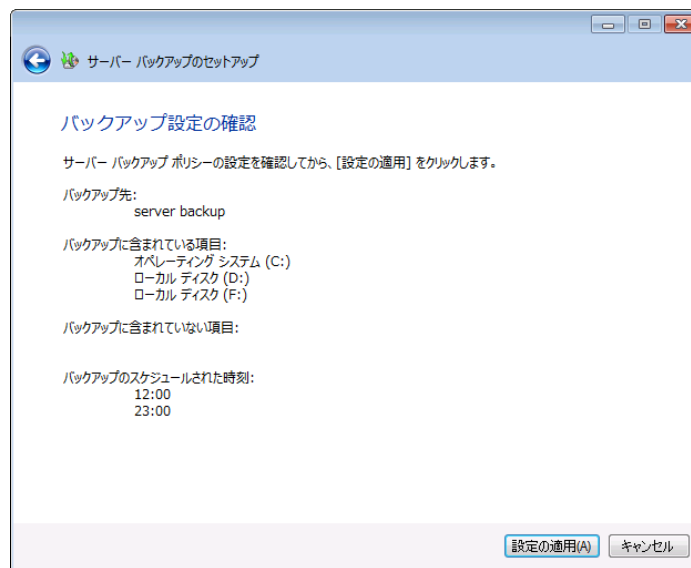 サーバー バックアップのセットアップ
バックアップ設定の確認
サーバー バックアップ ポリシーの設定を確認してから、[設定の適用] をクリックします。
バックアップ先:
server backup
バックアップに含まれている項目:
オペレーティング システム (C:)
ローカル ディスク (D:)
ローカル ディスク (F:)
バックアップに含まれていない項目:
バックアップのスケジュールされた時刻:
12:00
23:00
設定の適用(A) キャンセル